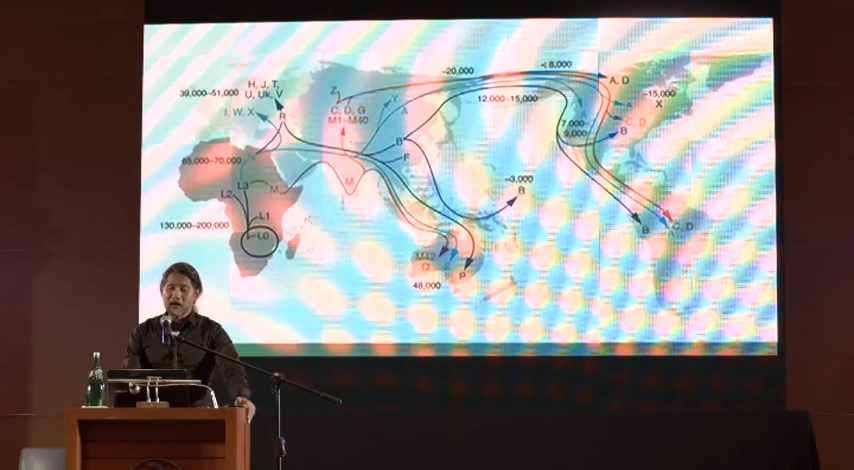 ~20,000
< 8,000
H, J, T,
U, Uk, V
39,000–51,000
A, D
Z
C, D, G
M1–M40
Y
A
~15,000
X
12,000–15,000
A
C, D
B
7,000–
9,000
I, W, X
R
B
F
65,000–70,000
L3
M
M
L2
~3,000
B
L1
130,000–200,000
L0
B
A
C, D
M42
Q
P
48,000